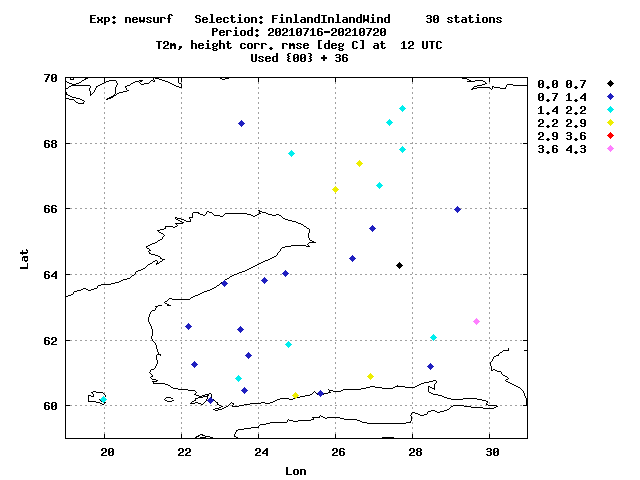 Exp: newsurf   Selection: FinlandInlandWind     30 stations
Period: 20210716-20210720
T2m, height corr. rmse [deg C] at  12 UTC
Used {00} + 36
0.0 0.7
0.7 1.4
1.4 2.2
2.2 2.9
2.9 3.6
3.6 4.3
70
68
66
64
62
60
Lat
20 22 24 26 28 30
Lon